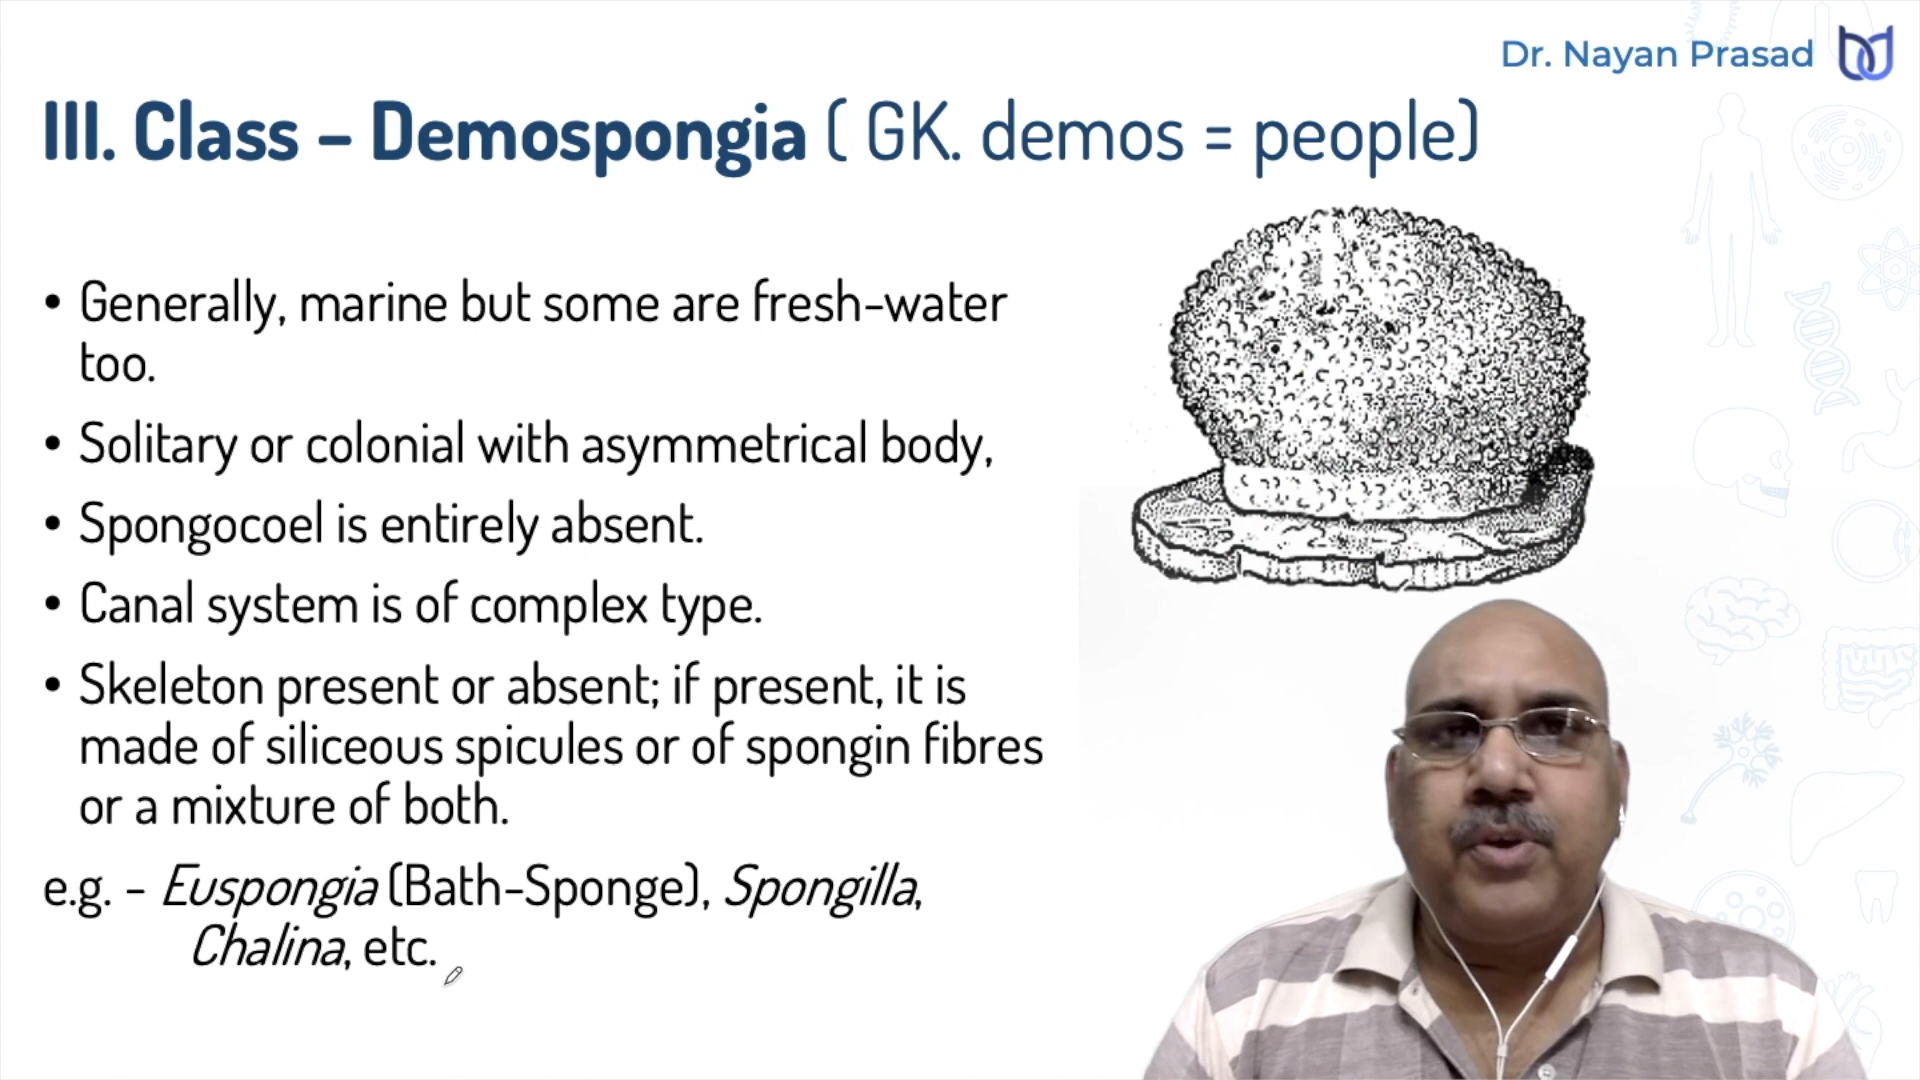 Dr. Nayan Prasad
III. Class – Demospongia ( GK. demos = people)
• Generally, marine but some are fresh-water
too.
• Solitary or colonial with asymmetrical body,
• Spongocoel is entirely absent.
• Canal system is of complex type.
• Skeleton present or absent; if present, it is
made of siliceous spicules or of spongin fibres
or a mixture of both.
e.g. - Euspongia (Bath-Sponge), Spongilla,
Chalina, etc.